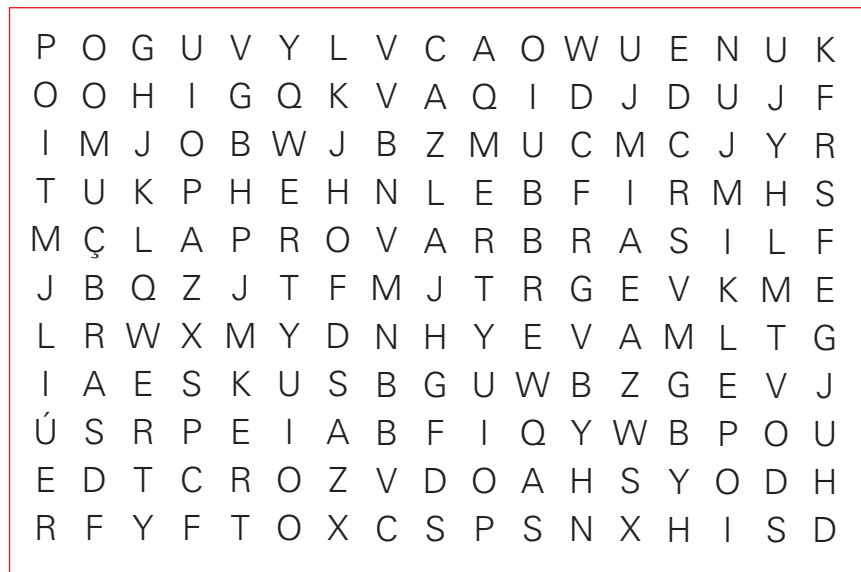 P O G U V Y L V C A O W U E N U K
O O H I G Q K V A Q I D J D U J F
I M J O B W J B Z M U C M C J Y R
T U K P H E H N L E B F I R M H S
M Ç L A P R O V A R B R A S I L F
J B Q Z J T F M J T R G E V K M E
L R W X M Y D N H Y E V A M L T G
I A E S K U S B G U W B Z G E V J
Ú S R P E I A B F I Q Y W B P O U
E D T C R O Z V D O A H S Y O D H
R F Y F T O X C S P S N X H I S D